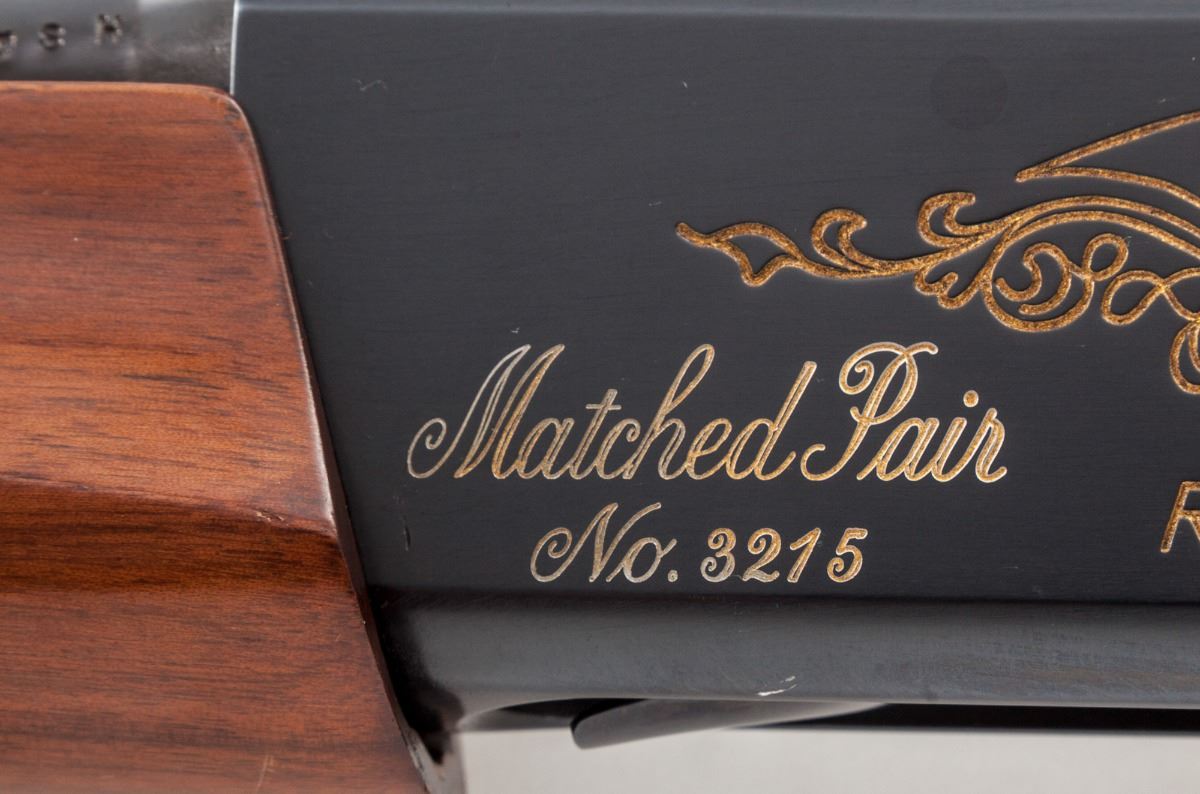 Matched Pair
No. 3215
R